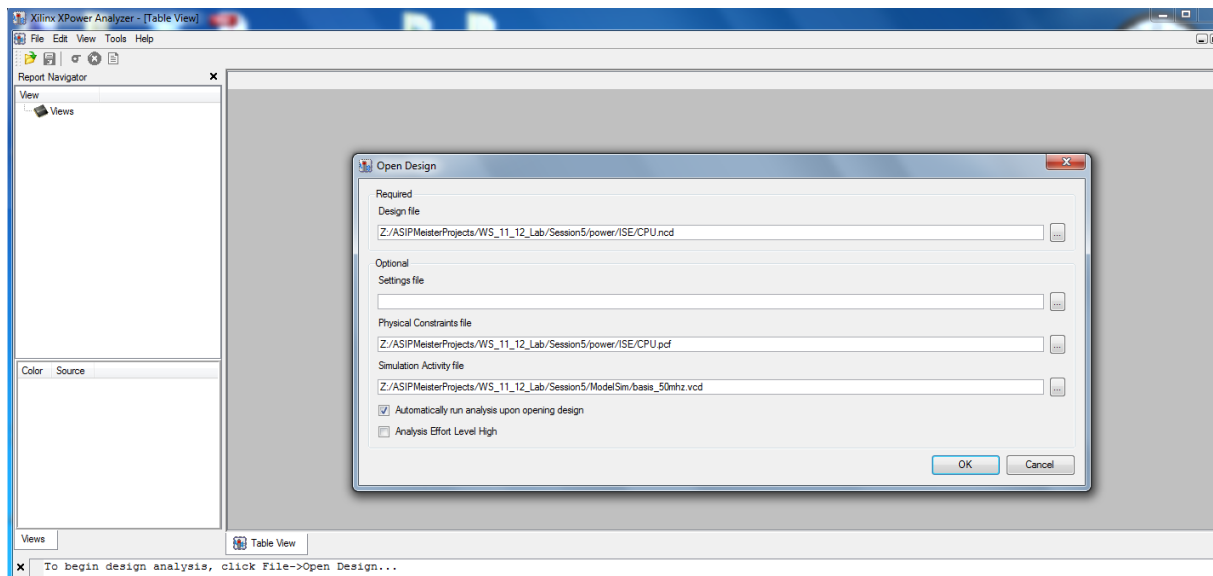 Xilinx XPower Analyzer - [Table View]
File Edit View Tools Help
Report Navigator
View
Views
Open Design
Required
Design file
Z:/ASIPMeisterProjects/WS_11_12_Lab/Session5/power/ISE/CPU.ncd
...
Optional
Settings file
...
Physical Constraints file
Z:/ASIPMeisterProjects/WS_11_12_Lab/Session5/power/ISE/CPU.pcf
...
Simulation Activity file
Z:/ASIPMeisterProjects/WS_11_12_Lab/Session5/ModelSim/basis_50mhz.vcd
...
Automatically run analysis upon opening design
Analysis Effort Level High
OK Cancel
Color Source
Views
Table View
To begin design analysis, click File->Open Design...